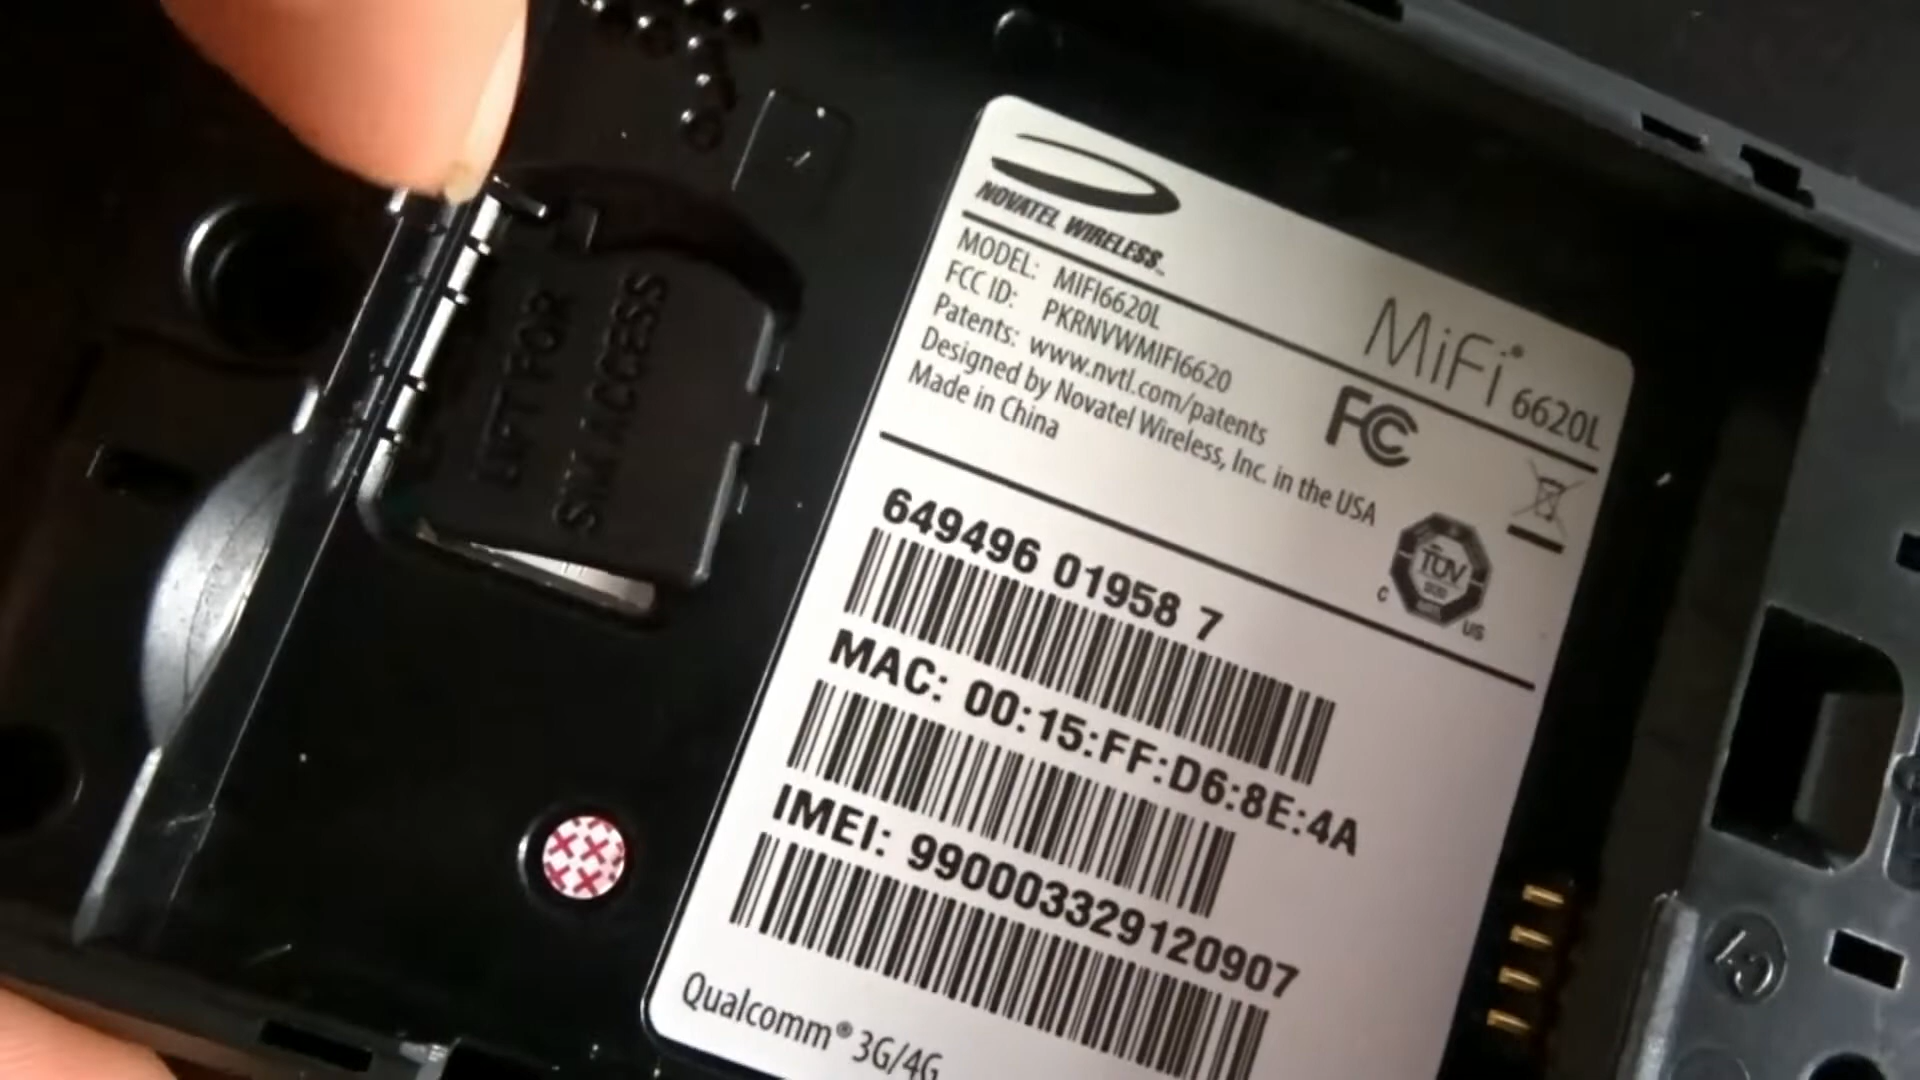 LIFT FOR
SIM ACCESS
NOVATEL WIRELESS
MODEL: MIFI6620L
FCC ID: PKRNVWMIFI6620
Patents: www.nvtl.com/patents
Designed by Novatel Wireless, Inc. in the USA
Made in China
MiFi® 6620L
FC
C TÜV US
649496 01958 7
MAC: 00:15:FF:D6:8E:4A
IMEI: 990003329120907
Qualcomm® 3G/4G